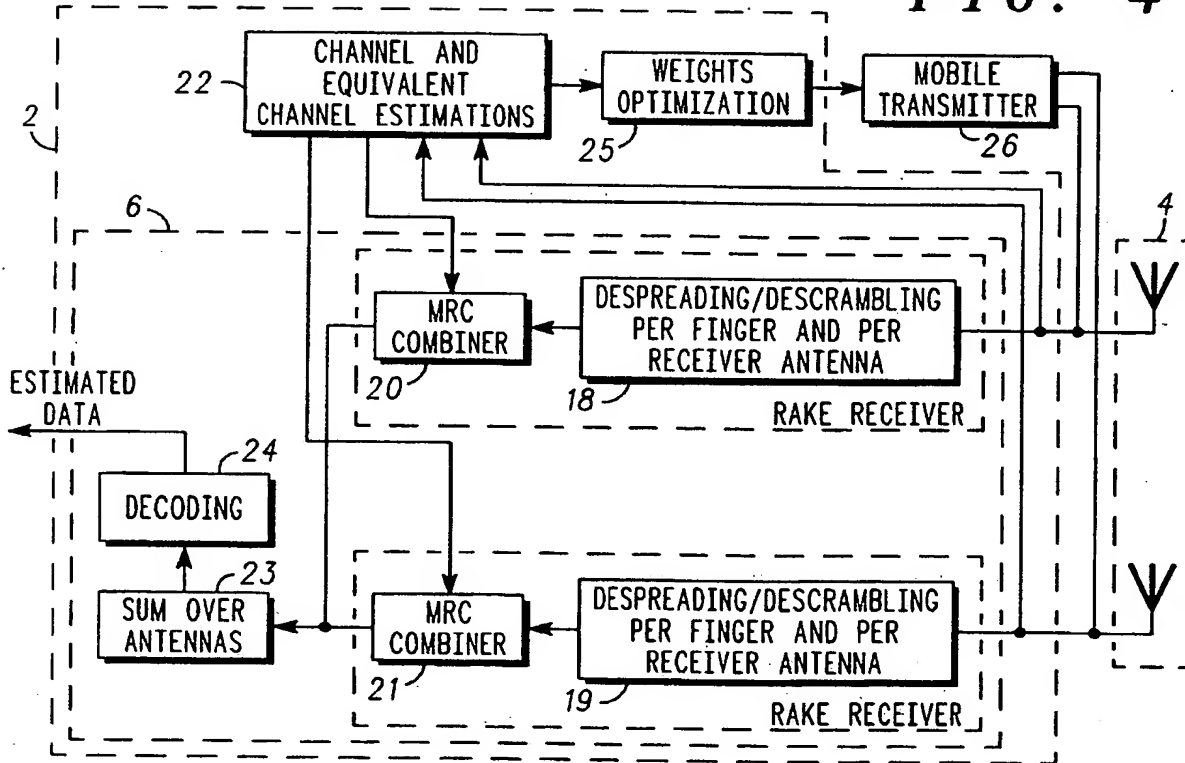 FIG. 4
CHANNEL AND
EQUIVALENT
CHANNEL ESTIMATIONS
22
WEIGHTS
OPTIMIZATION
25
MOBILE
TRANSMITTER
26
2
6
4
MRC
COMBINER
20
DESPREADING/DESCRAMBLING
PER FINGER AND PER
RECEIVER ANTENNA
18
RAKE RECEIVER
ESTIMATED
DATA
24
DECODING
23
SUM OVER
ANTENNAS
MRC
COMBINER
21
DESPREADING/DESCRAMBLING
PER FINGER AND PER
RECEIVER ANTENNA
19
RAKE RECEIVER